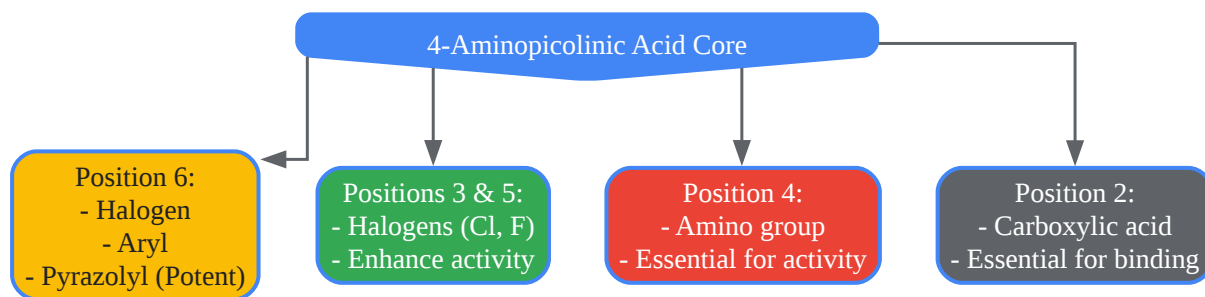 4-Aminopicolinic Acid Core
Position 6:
- Halogen
- Aryl
- Pyrazolyl (Potent)
Positions 3 & 5:
- Halogens (Cl, F)
- Enhance activity
Position 4:
- Amino group
- Essential for activity
Position 2:
- Carboxylic acid
- Essential for binding